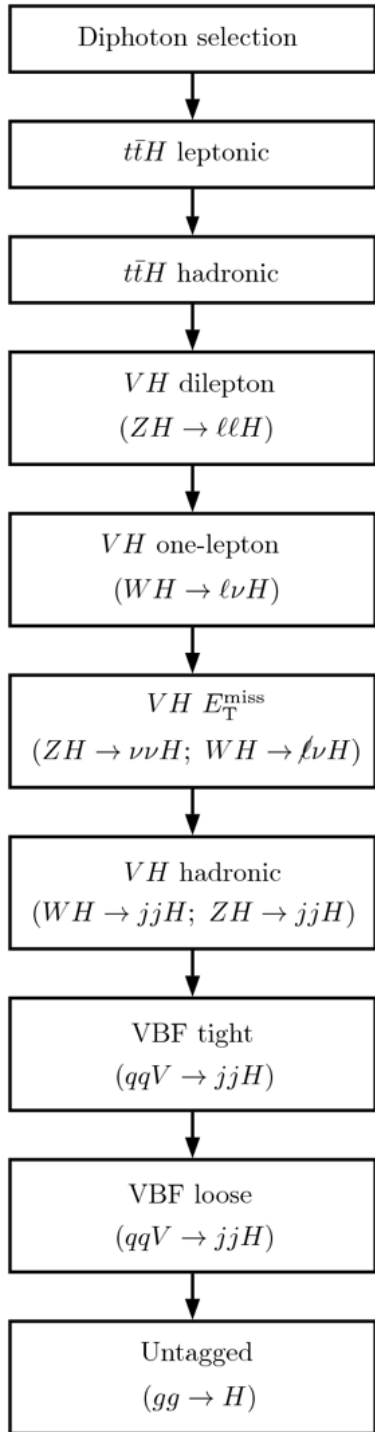 Diphoton selection
tt̄H leptonic
tt̄H hadronic
VH dilepton
(ZH → ℓℓH)
VH one-lepton
(WH → ℓνH)
VH E_T^miss
(ZH → ννH; WH → ℓ̸νH)
VH hadronic
(WH → jjH; ZH → jjH)
VBF tight
(qqV → jjH)
VBF loose
(qqV → jjH)
Untagged
(gg → H)